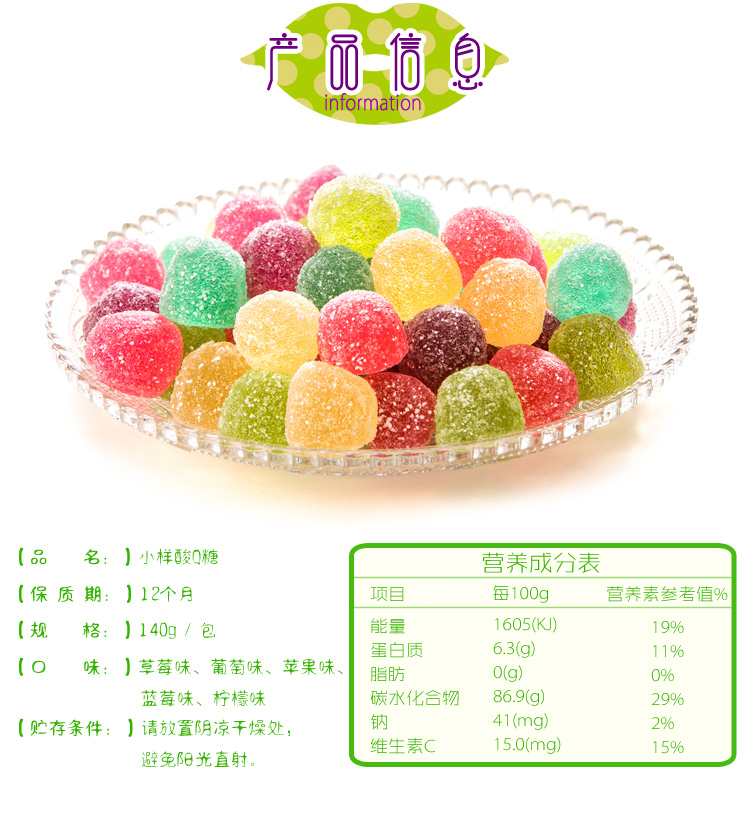 产品信息
information
【品 名：】小样酸Q糖
【保质期：】12个月
【规 格：】140g / 包
【口 味：】草莓味、葡萄味、苹果味、
蓝莓味、柠檬味
【贮存条件：】请放置阴凉干燥处，
避免阳光直射。
营养成分表
项目 每100g 营养素参考值%
能量 1605(KJ) 19%
蛋白质 6.3(g) 11%
脂肪 0(g) 0%
碳水化合物 86.9(g) 29%
钠 41(mg) 2%
维生素C 15.0(mg) 15%